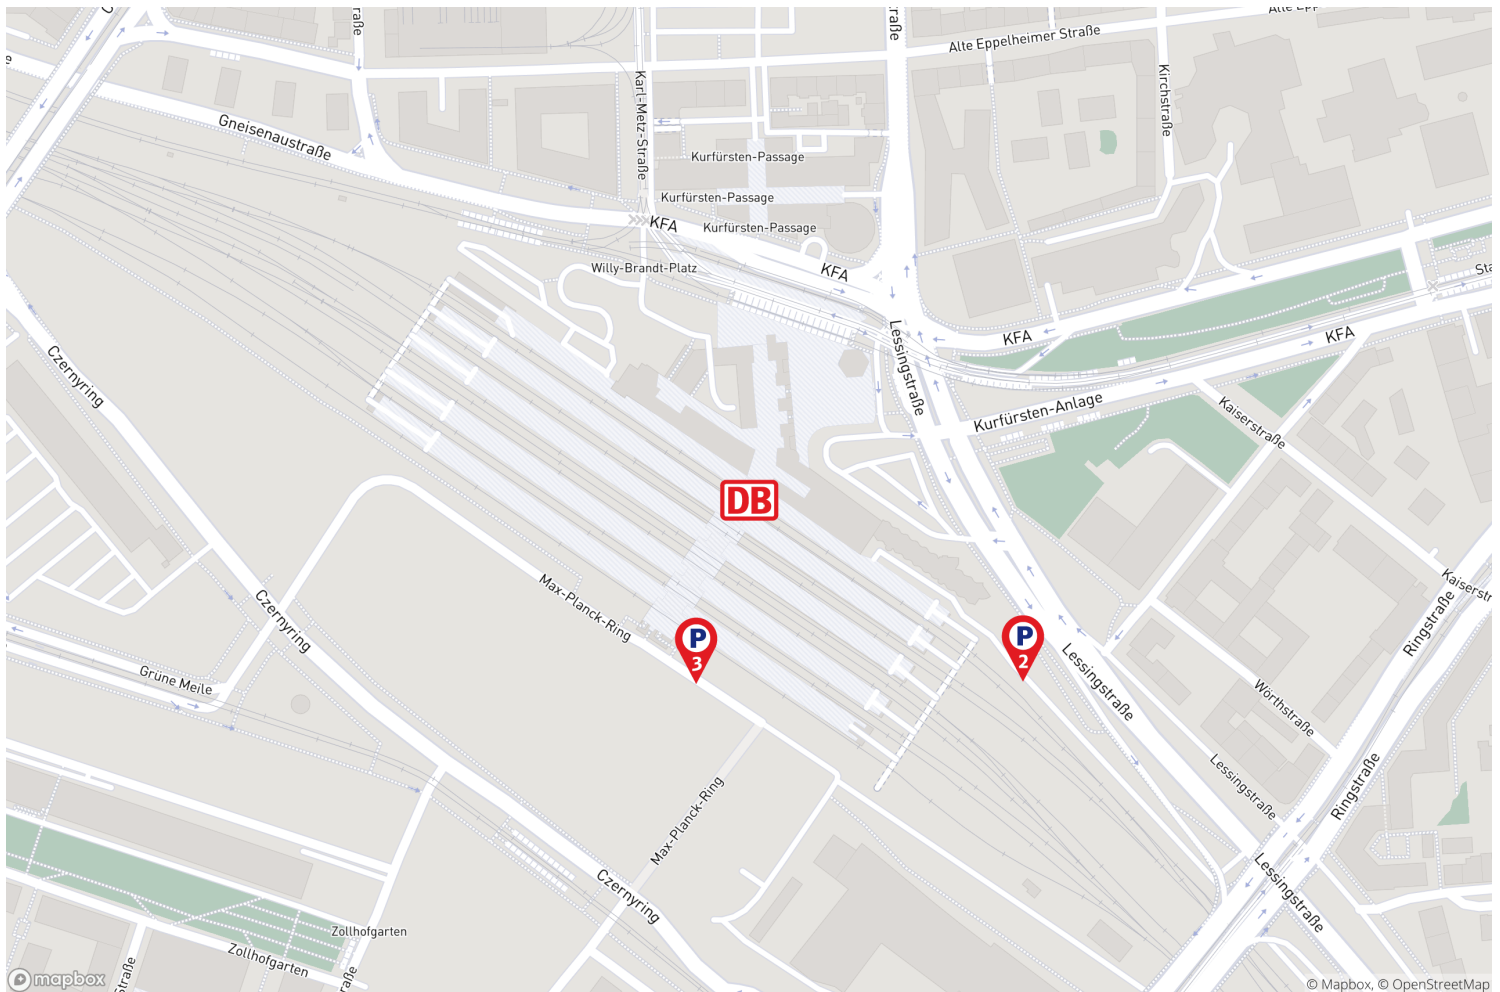 Alte Eppelheimer Straße
Karl-Metz-Straße
Kirchstraße
Gneisenaustraße
Kurfürsten-Passage
Kurfürsten-Passage
Kurfürsten-Passage
KFA
KFA
Willy-Brandt-Platz
KFA
KFA
Lessingstraße
Czernyring
Kurfürsten-Anlage
Kaiserstraße
DB
Max-Planck-Ring
Czernyring
Kaiserstr
Ringstraße
P
3
P
2
Lessingstraße
Grüne Meile
Wörthstraße
Lessingstraße
Ringstraße
Max-Planck-Ring
Czernyring
Lessingstraße
Zollhofgarten
Zollhofgarten
mapbox
© Mapbox, © OpenStreetMap